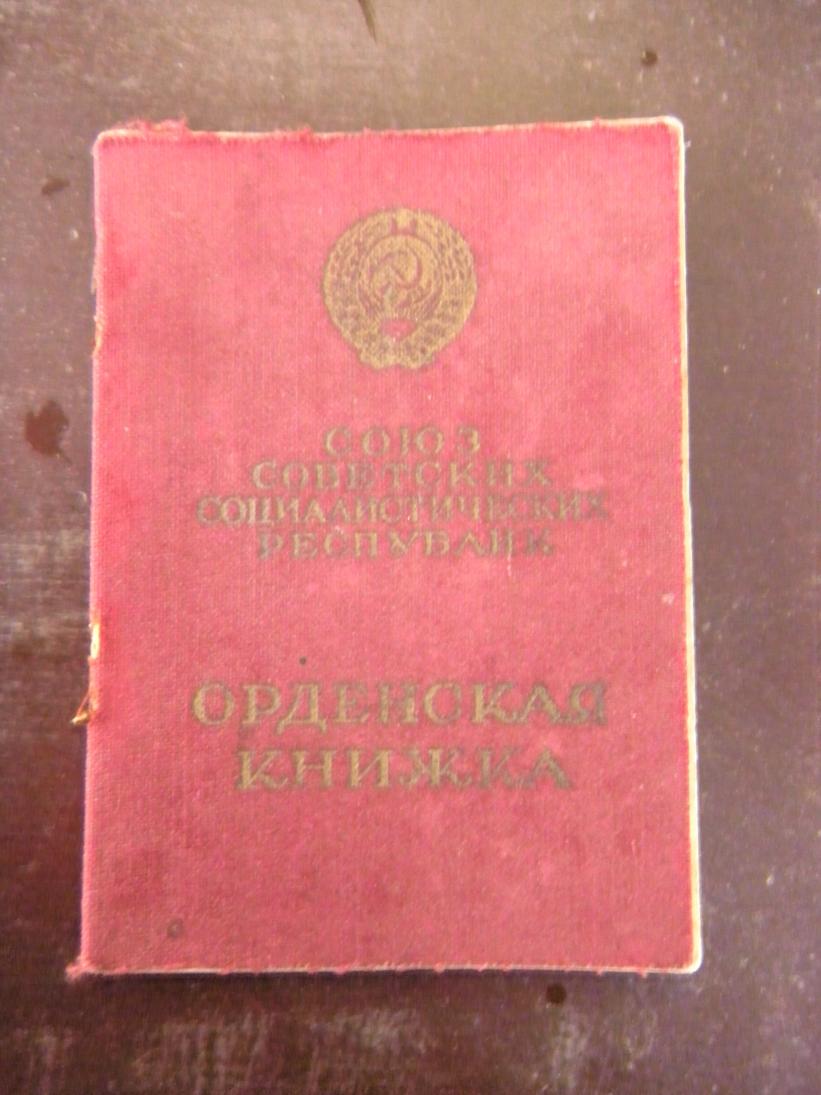 СОЮЗ
СОВЕТСКИХ
СОЦИАЛИСТИЧЕСКИХ
РЕСПУБЛИК
ОРДЕНСКАЯ
КНИЖКА